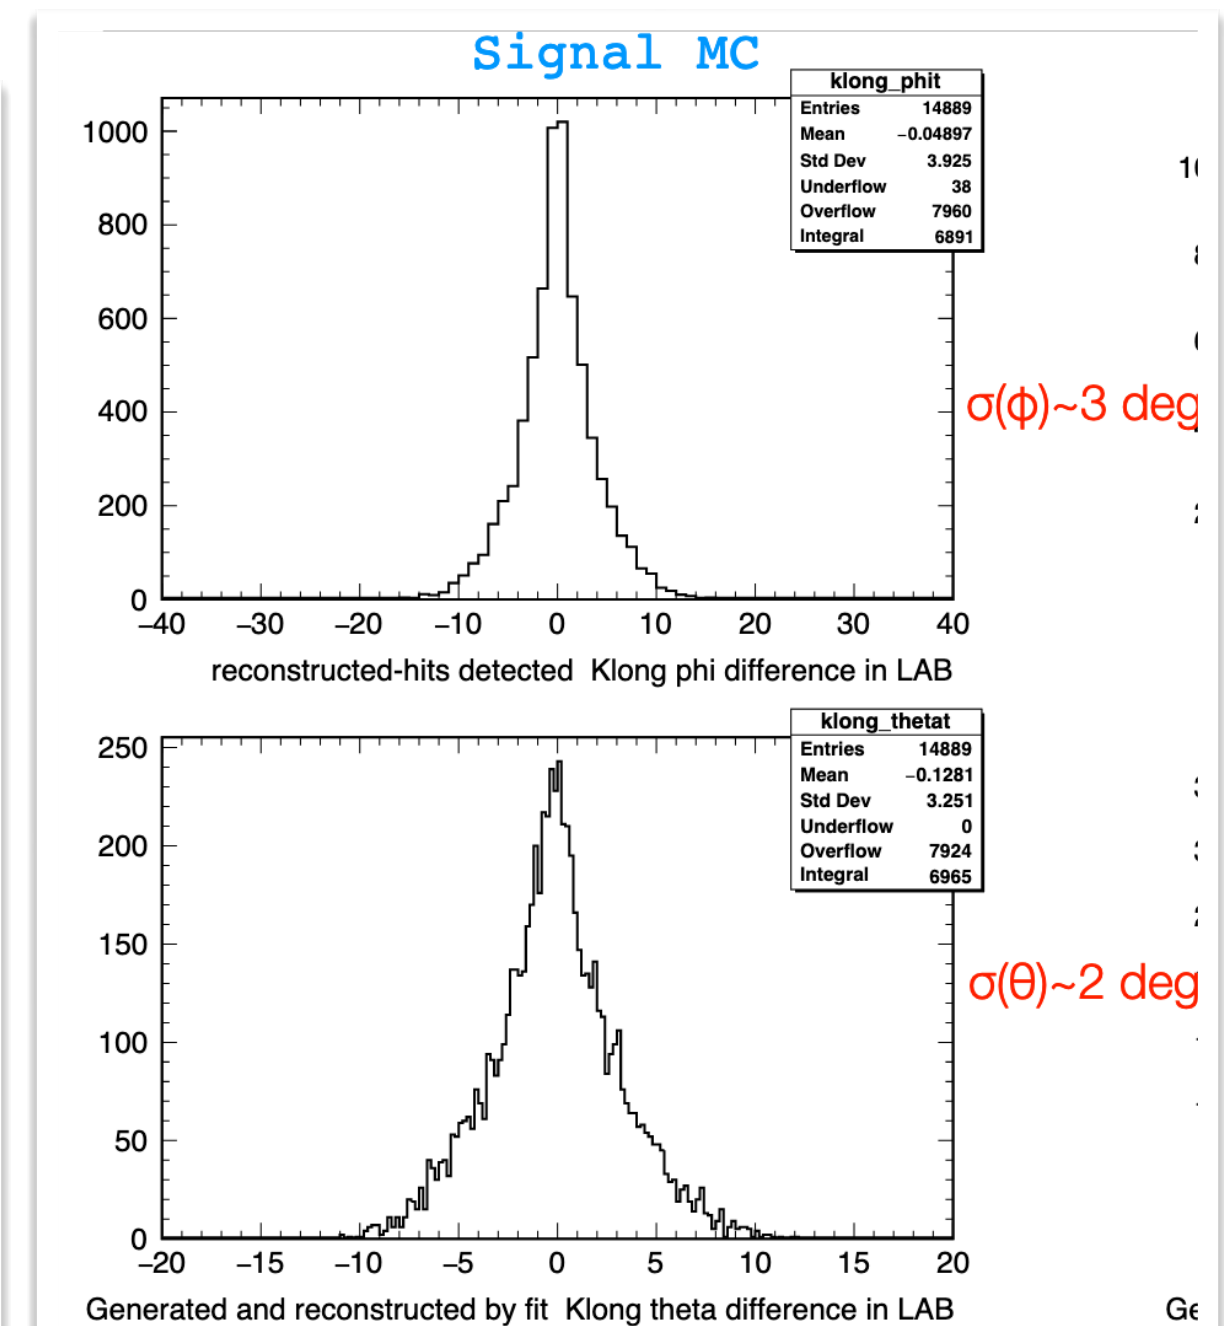 Signal MC
klong_phit
Entries 14889
Mean −0.04897
Std Dev 3.925
Underflow 38
Overflow 7960
Integral 6891
1000
800
600
400
200
0
−40 −30 −20 −10 0 10 20 30 40
reconstructed-hits detected Klong phi difference in LAB
σ(ϕ)~3 deg
klong_thetat
Entries 14889
Mean −0.1281
Std Dev 3.251
Underflow 0
Overflow 7924
Integral 6965
250
200
150
100
50
0
−20 −15 −10 −5 0 5 10 15 20
σ(θ)~2 deg
Generated and reconstructed by fit Klong theta difference in LAB